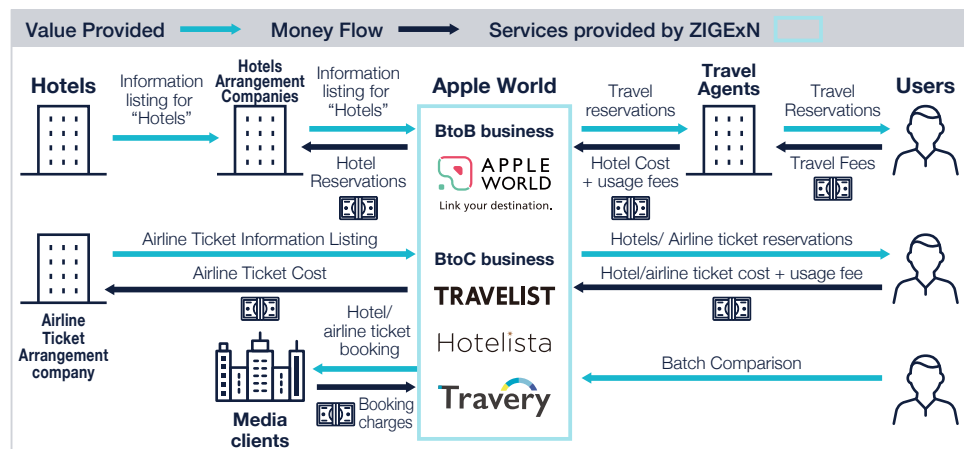 Value Provided
Money Flow
Services provided by ZIGExN
Hotels
Information
listing for
“Hotels”
Hotels
Arrangement
Companies
Information
listing for
“Hotels”
Hotel
Reservations
Apple World
BtoB business
APPLE
WORLD
Link your destination.
Travel
reservations
Hotel Cost
+ usage fees
Travel
Agents
Travel
Reservations
Travel Fees
Users
Airline Ticket Information Listing
Airline Ticket Cost
Airline
Ticket
Arrangement
company
BtoC business
TRAVELIST
Hotelista
Travery
Hotels/ Airline ticket reservations
Hotel/airline ticket cost + usage fee
Hotel/
airline ticket
booking
Booking
charges
Media
clients
Batch Comparison